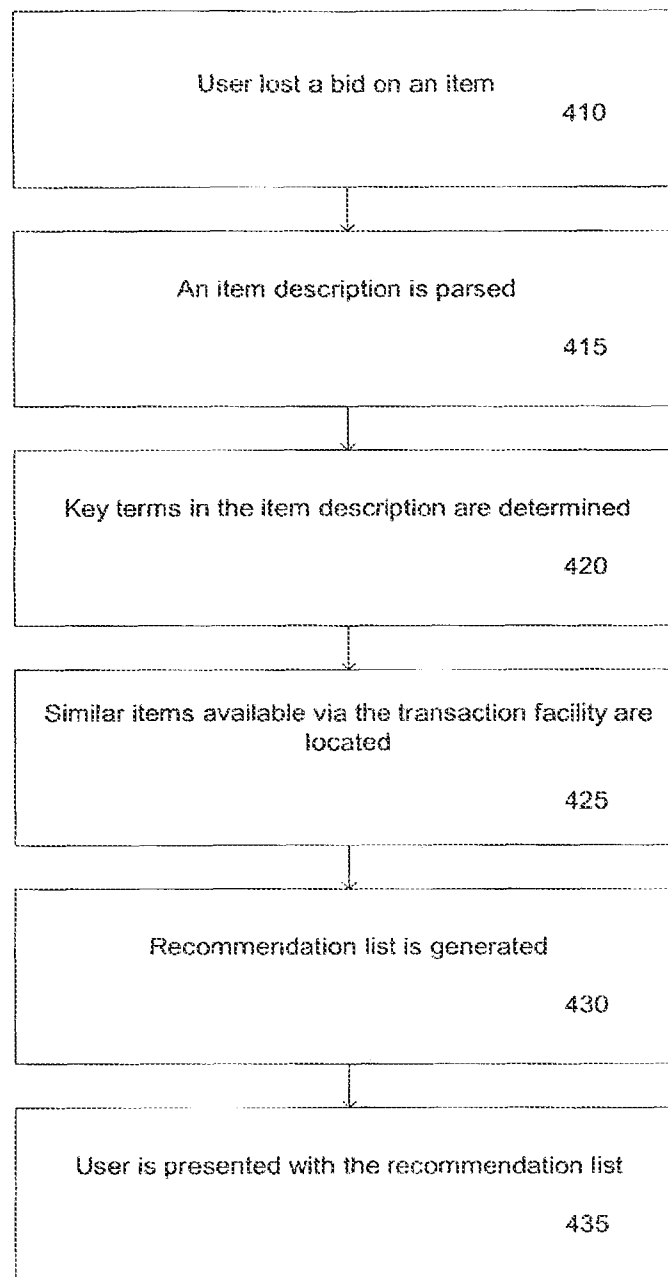 User lost a bid on an item
410
An item description is parsed
415
Key terms in the item description are determined
420
Similar items available via the transaction facility are
located
425
Recommendation list is generated
430
User is presented with the recommendation list
435